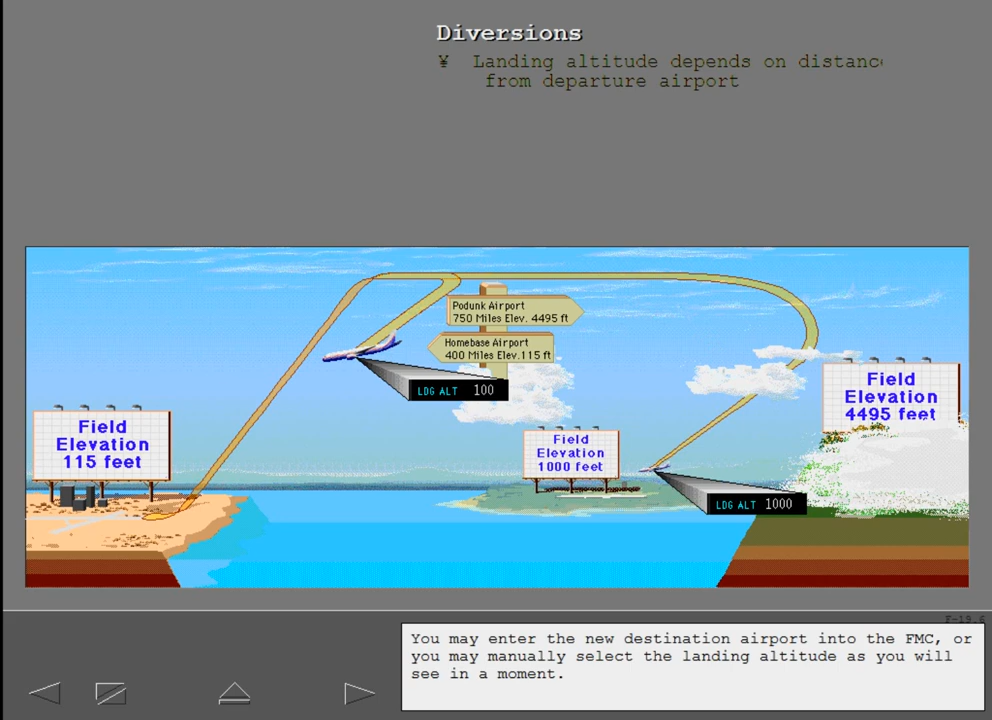 Diversions
¥ Landing altitude depends on distance
from departure airport
Podunk Airport
750 Miles Elev. 4495 ft
Homebase Airport
400 Miles Elev.115 ft
LDG ALT 100
Field
Elevation
4495 feet
Field
Elevation
115 feet
Field
Elevation
1000 feet
LDG ALT 1000
F-19.6
You may enter the new destination airport into the FMC, or
you may manually select the landing altitude as you will
see in a moment.